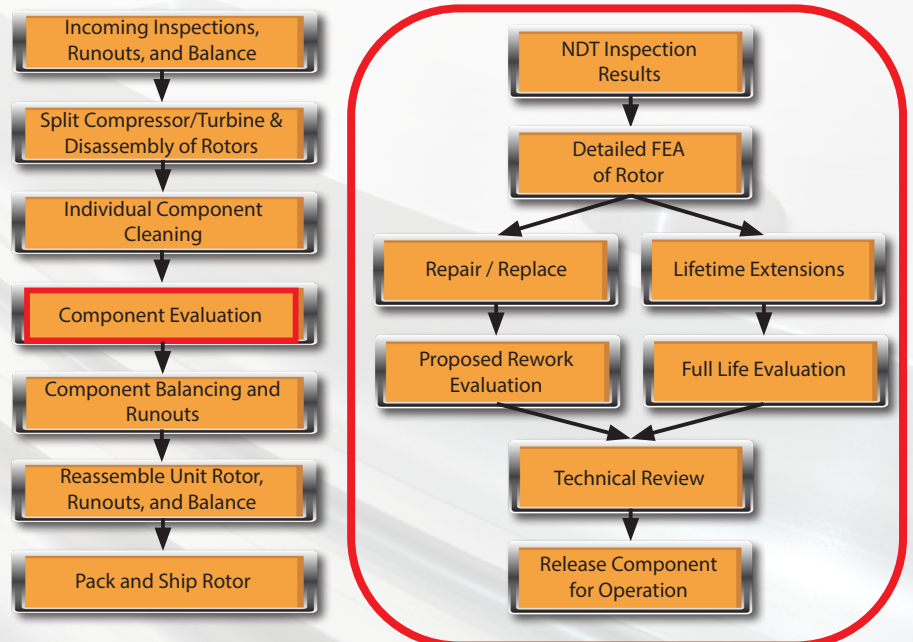 Incoming Inspections,
Runouts, and Balance
Split Compressor/Turbine &
Disassembly of Rotors
Individual Component
Cleaning
Component Evaluation
Component Balancing and
Runouts
Reassemble Unit Rotor,
Runouts, and Balance
Pack and Ship Rotor
NDT Inspection
Results
Detailed FEA
of Rotor
Repair / Replace
Lifetime Extensions
Proposed Rework
Evaluation
Full Life Evaluation
Technical Review
Release Component
for Operation